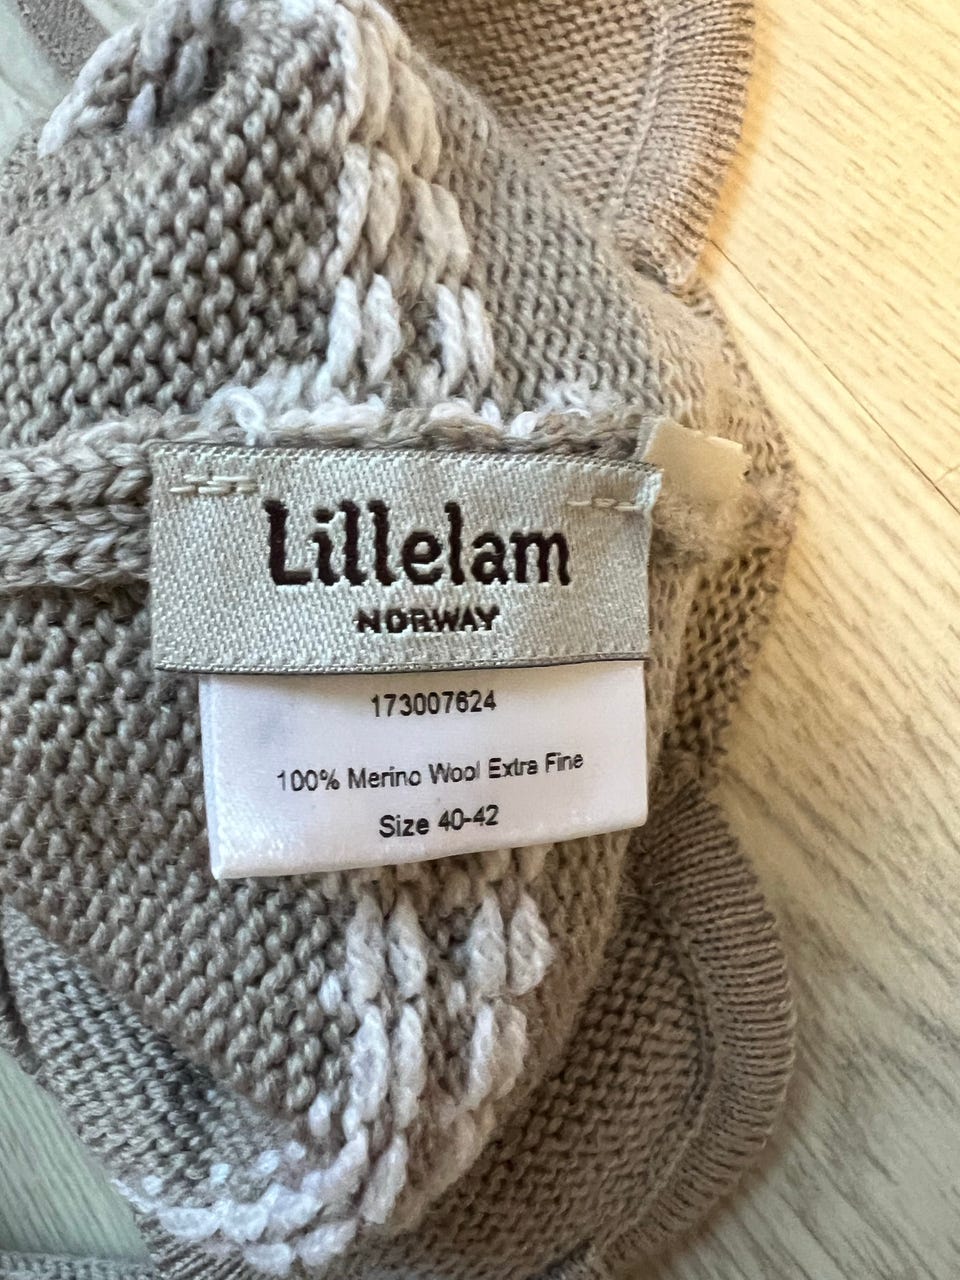 Lillelam
NORWAY
173007624
100% Merino Wool Extra Fine
Size 40-42